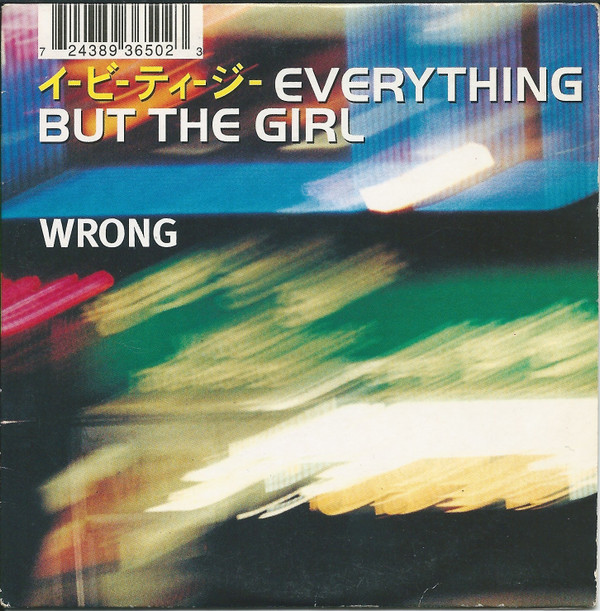 7 24389 36502 3
イ-ビ-ティ-ジ- EVERYTHING
BUT THE GIRL
WRONG